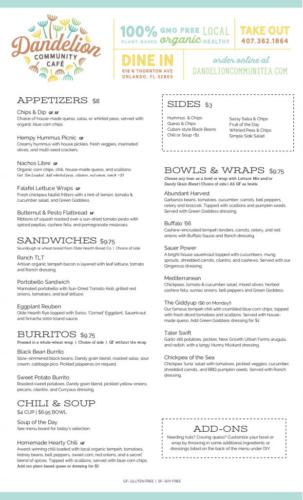 Dandelion
COMMUNITY
CAFÉ
100% GMO FREE LOCAL
PLANT-BASED organic HEALTHY
TAKE OUT
407.362.1864
DINE IN
618 N THORNTON AVE
ORLANDO, FL 32803
order online at
DANDELIONCOMMUNITEA.COM
APPETIZERS $8
Chips & Dip
Choice of house-made queso, salsa, or whirled peas, served with
organic blue corn chips.
Hempy Hummus Picnic GF
Creamy hummus with house pickles, fresh veggies, marinated
olives, and multi-seed crackers.
Nachos Libre GF
Organic corn chips, chili, house-made queso, and scallions
Falafel Lettuce Wraps GF
Fresh chickpea falafel fritters with a hint of lemon, tomato &
cucumber salad, and Green Goddess.
Butternut & Pesto Flatbread
Ribbons of squash roasted over a sun-dried tomato pesto with
spiced pepitas, cashew feta, and pomegranate molasses.
SANDWICHES $9.75
Sourdough or wheat bread from Olde Hearth Bread Co. | Choice of side
Ranch TLT
Artisan organic tempeh bacon is layered with leaf lettuce, tomato
and Ranch dressing.
Portobello Sandwich
Marinated portobello with Sun-Dried Tomato Aioli, grilled red
onions, tomatoes, and leaf lettuce.
Eggplant Reuben
Olde Hearth Rye topped with Swiss, 'Corned' Eggplant, Sauerkraut
and Sriracha 1000 Island sauce.
BURRITOS $9.75
Pressed in a whole-wheat wrap | Choice of side | GF without the wrap
Black Bean Burrito
Slow-simmered black beans, Dandy grain blend, roasted salsa, sour
cream, cabbage pico. Pickled jalapenos on request.
Sweet Potato Burrito
Roasted sweet potatoes, Dandy grain blend, pickled yellow onions,
pecans, cilantro, and Currylous dressing.
CHILI & SOUP
$4 CUP | $6.95 BOWL
Soup of the Day
See menu board for today's selection
Homemade Hearty Chili GF
Award-winning chili loaded with local organic tempeh, tomatoes,
kidney beans, bell peppers, sweet corn, red onions, and a secret
blend of spices. Topped with scallions, served with blue corn chips.
Add our plant-based queso or dressing for $1
SIDES $3
Hummus & Chips
Queso & Chips
Cuban-style Black Beans
Chili or Soup +$1
Sassy Salsa & Chips
Fruit of the Day
Whirled Peas & Chips
Simple Side Salad
BOWLS & WRAPS $9.75
Choose any item as a bowl or wrap with Lettuce Mix and/or
Dandy Grain Blend | Choice of side | All GF as bowls
Abundant Harvest
Garbanzo beans, tomatoes, cucumber, carrots, bell peppers,
celery, and broccoli. Topped with scallions and pumpkin seeds.
Served with Green Goddess dressing.
Buffalo '66
Cashew-encrusted tempeh tenders, carrots, celery, and red
onions with Buffalo Sauce and Ranch dressing.
Sauer Power
A bright house sauerkraut topped with cucumbers, mung
sprouts, shredded carrots, cilantro, and cashews. Served with our
Gingerous dressing.
Mediterranean
Chickpeas, tomato & cucumber salad, mixed olives, herbed
cashew feta, sumac onions, bell peppers and Green Goddess.
The Giddyup ($8 on Monday!)
Our famous tempeh chili with crumbled blue corn chips, topped
with fresh diced tomatoes and scallions. Served with house-
made queso. Add Green Goddess dressing for $1.
Tater Swift
Garlic dill potatoes, pickles, New Growth Urban Farms arugula,
and radish with a tangy Hickory Mustard dressing.
Chickpea of the Sea
Chickpea 'tuna' salad with tomatoes, pickled veggies, cucumber,
shredded carrots, and BBQ pumpkin seeds. Served with Ranch
dressing.
ADD-ONS
Needing nuts? Craving queso? Customize your bowl or
wrap by throwing in some additional ingredients or
dressings listed on the back of the menu under DIY.
GF: GLUTEN-FREE | SF: SOY-FREE